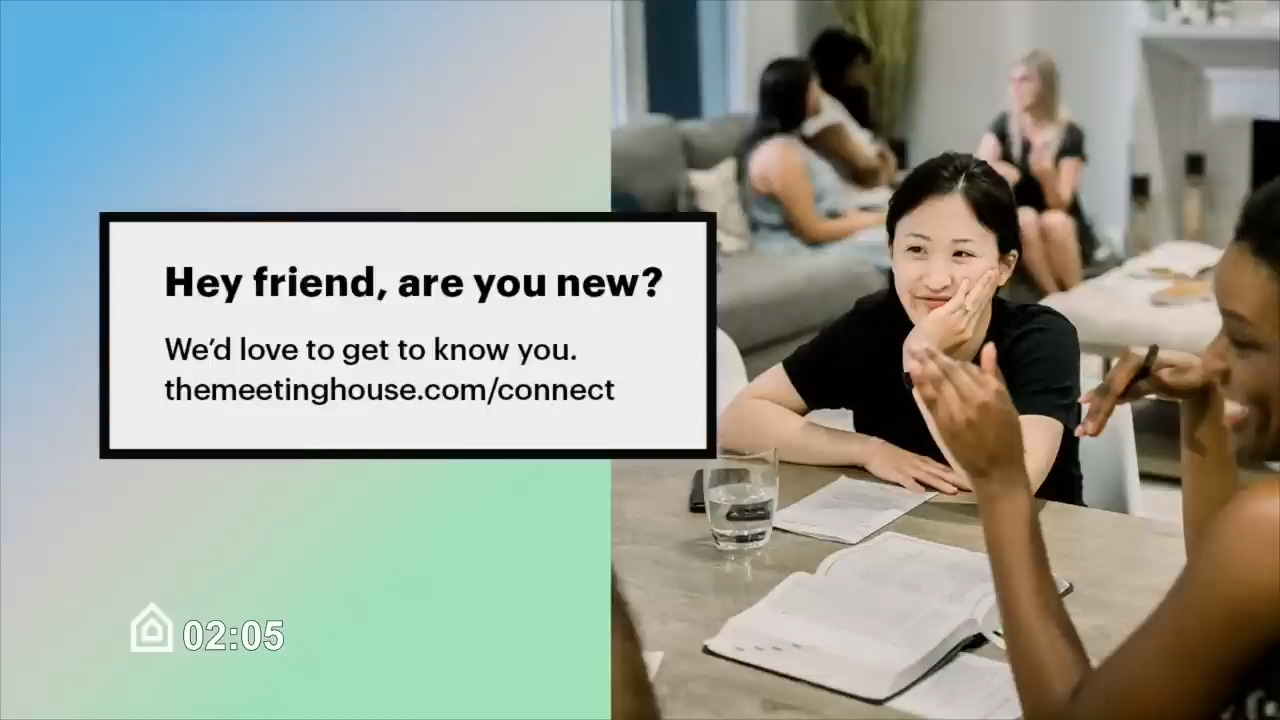 Hey friend, are you new?
We’d love to get to know you.
themeetinghouse.com/connect
02:05